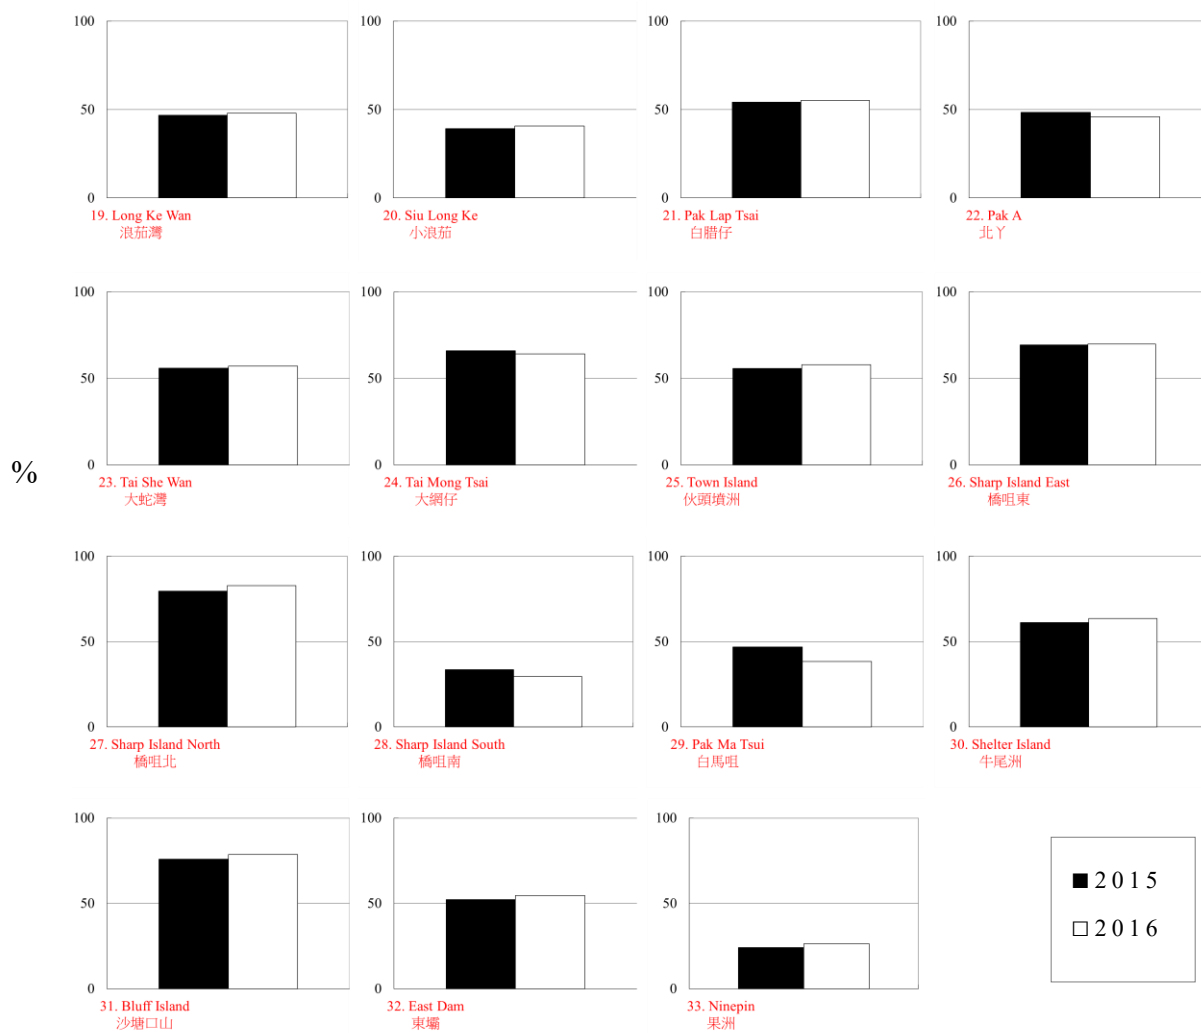 100
100
100
100
50
50
50
50
0
0
0
0
19. Long Ke Wan
浪茄灣
20. Siu Long Ke
小浪茄
21. Pak Lap Tsai
白腊仔
22. Pak A
北丫
100
100
100
100
50
50
50
50
0
0
0
0
%
23. Tai She Wan
大蛇灣
24. Tai Mong Tsai
大網仔
25. Town Island
伙頭墳洲
26. Sharp Island East
橋咀東
100
100
100
100
50
50
50
50
0
0
0
0
27. Sharp Island North
橋咀北
28. Sharp Island South
橋咀南
29. Pak Ma Tsui
白馬咀
30. Shelter Island
牛尾洲
100
100
100
50
50
50
0
0
0
31. Bluff Island
沙塘口山
32. East Dam
東壩
33. Ninepin
果洲
2015
2016